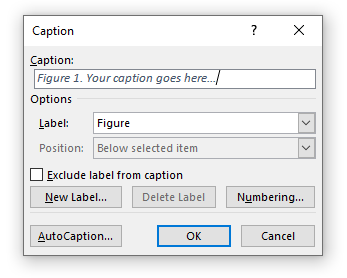 Caption ? ×
Caption:
Figure 1. Your caption goes here...
Options
Label: Figure
Position: Below selected item
Exclude label from caption
New Label... Delete Label Numbering...
AutoCaption... OK Cancel